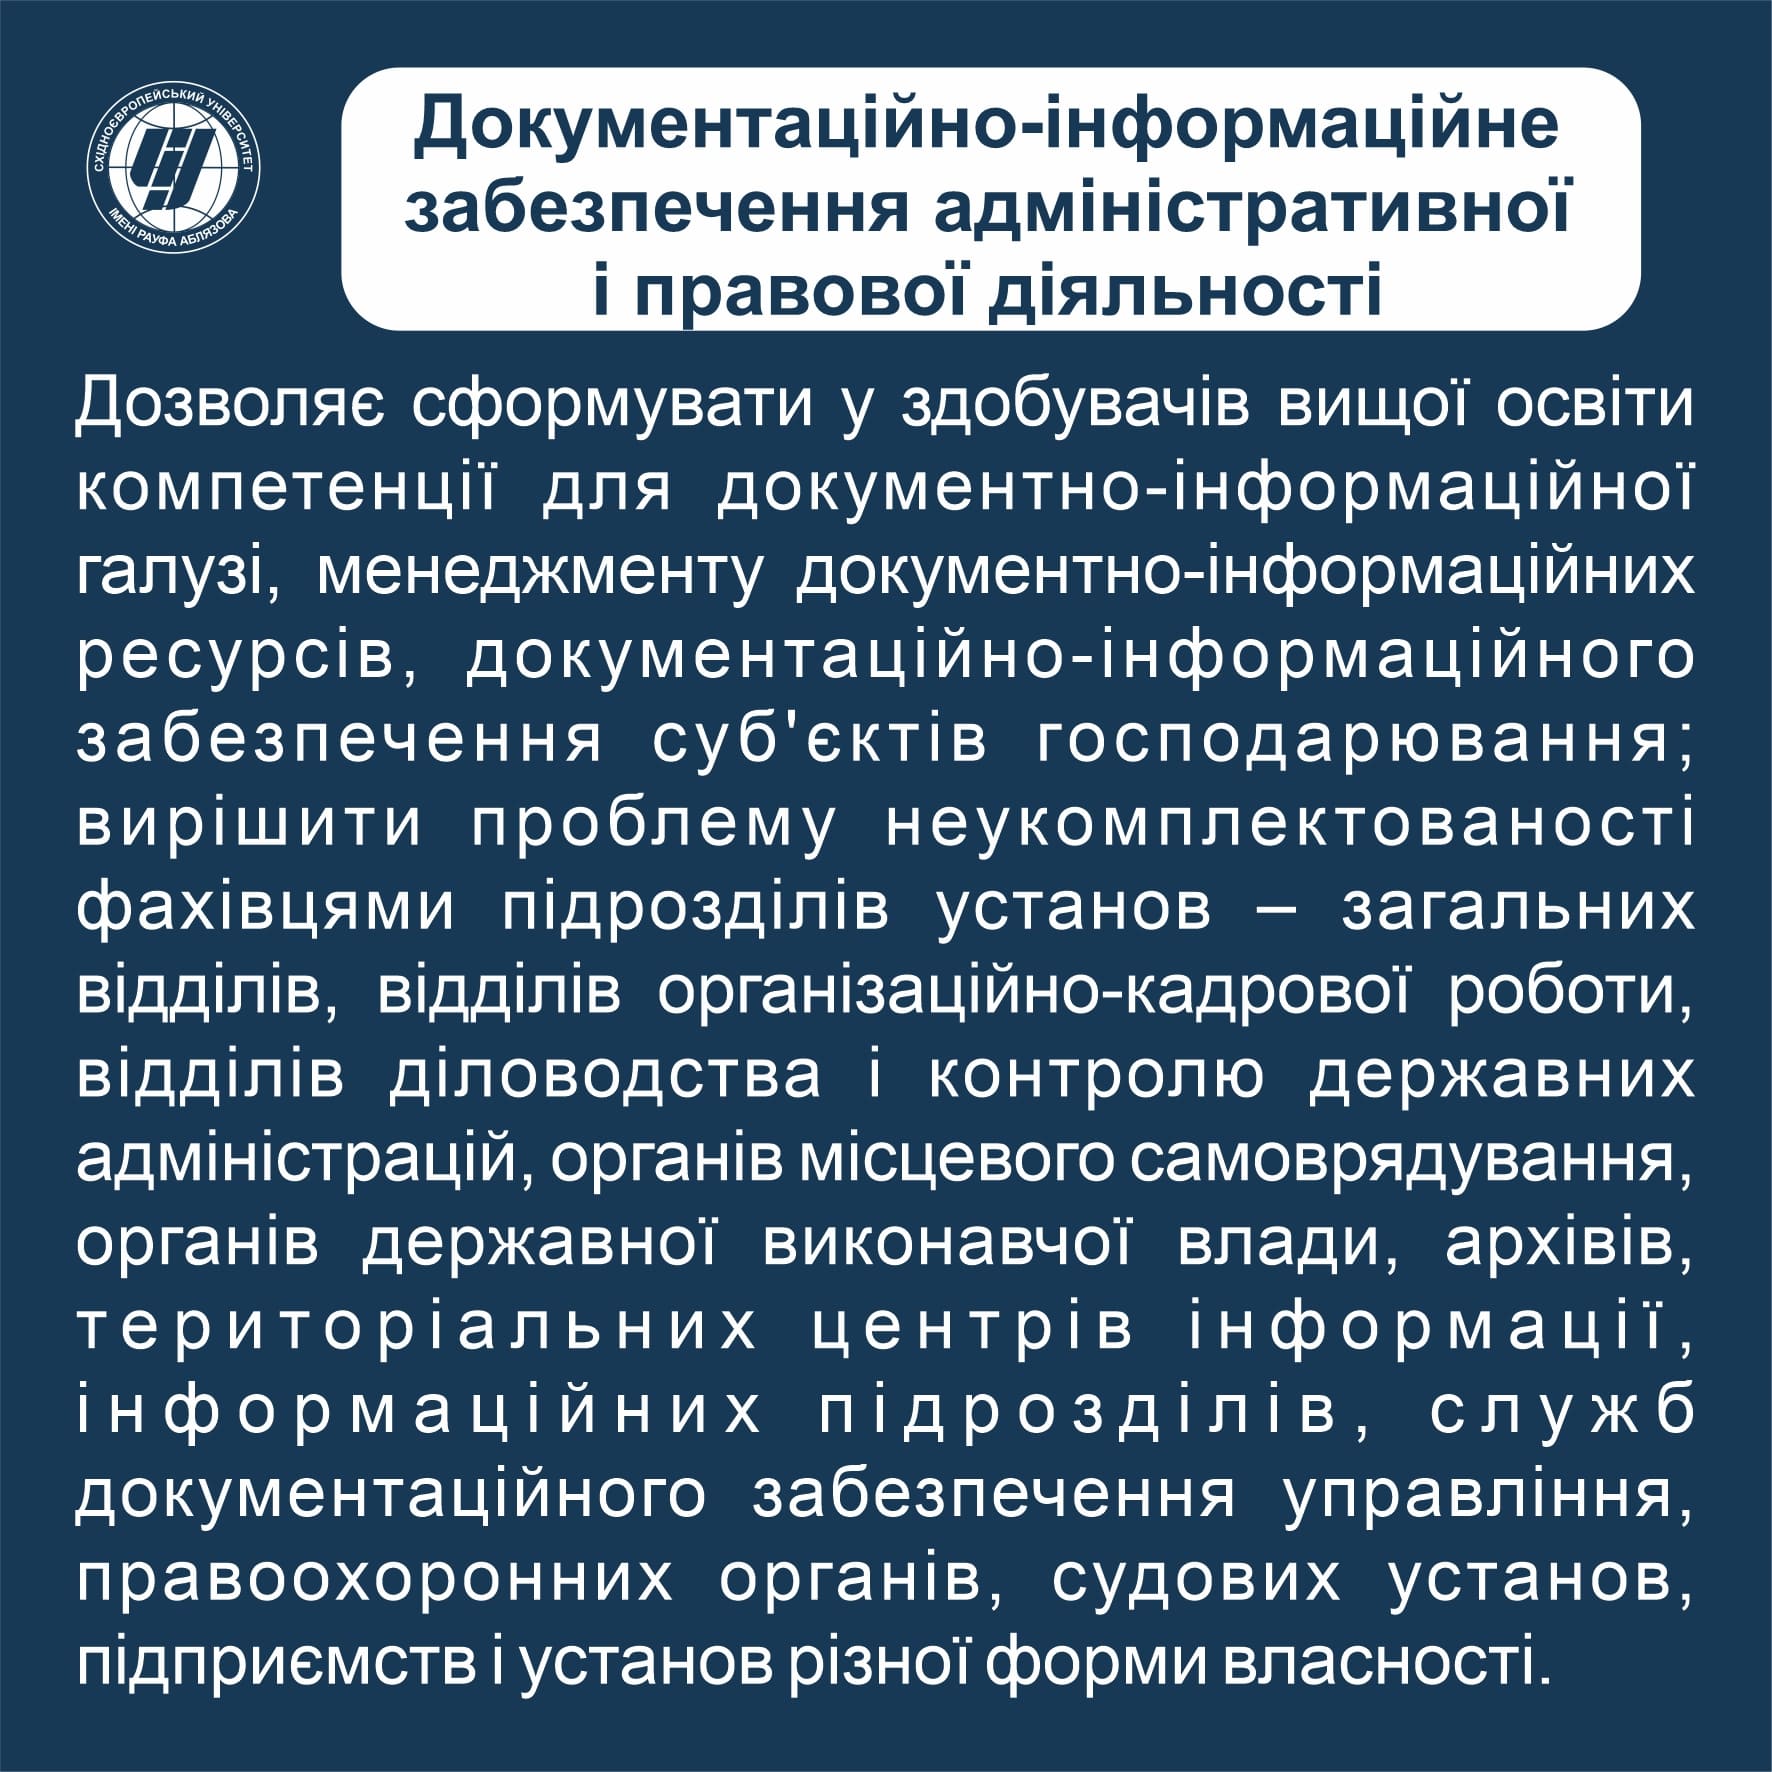 СХІДНОЄВРОПЕЙСЬКИЙ УНІВЕРСИТЕТ
ІМЕНІ РАУФА АБЛЯЗОВА
Документаційно-інформаційне
забезпечення адміністративної
і правової діяльності
Дозволяє сформувати у здобувачів вищої освіти
компетенції для документно-інформаційної
галузі, менеджменту документно-інформаційних
ресурсів, документаційно-інформаційного
забезпечення суб'єктів господарювання;
вирішити проблему неукомплектованості
фахівцями підрозділів установ – загальних
відділів, відділів організаційно-кадрової роботи,
відділів діловодства і контролю державних
адміністрацій, органів місцевого самоврядування,
органів державної виконавчої влади, архівів,
територіальних центрів інформації,
інформаційних підрозділів, служб
документаційного забезпечення управління,
правоохоронних органів, судових установ,
підприємств і установ різної форми власності.